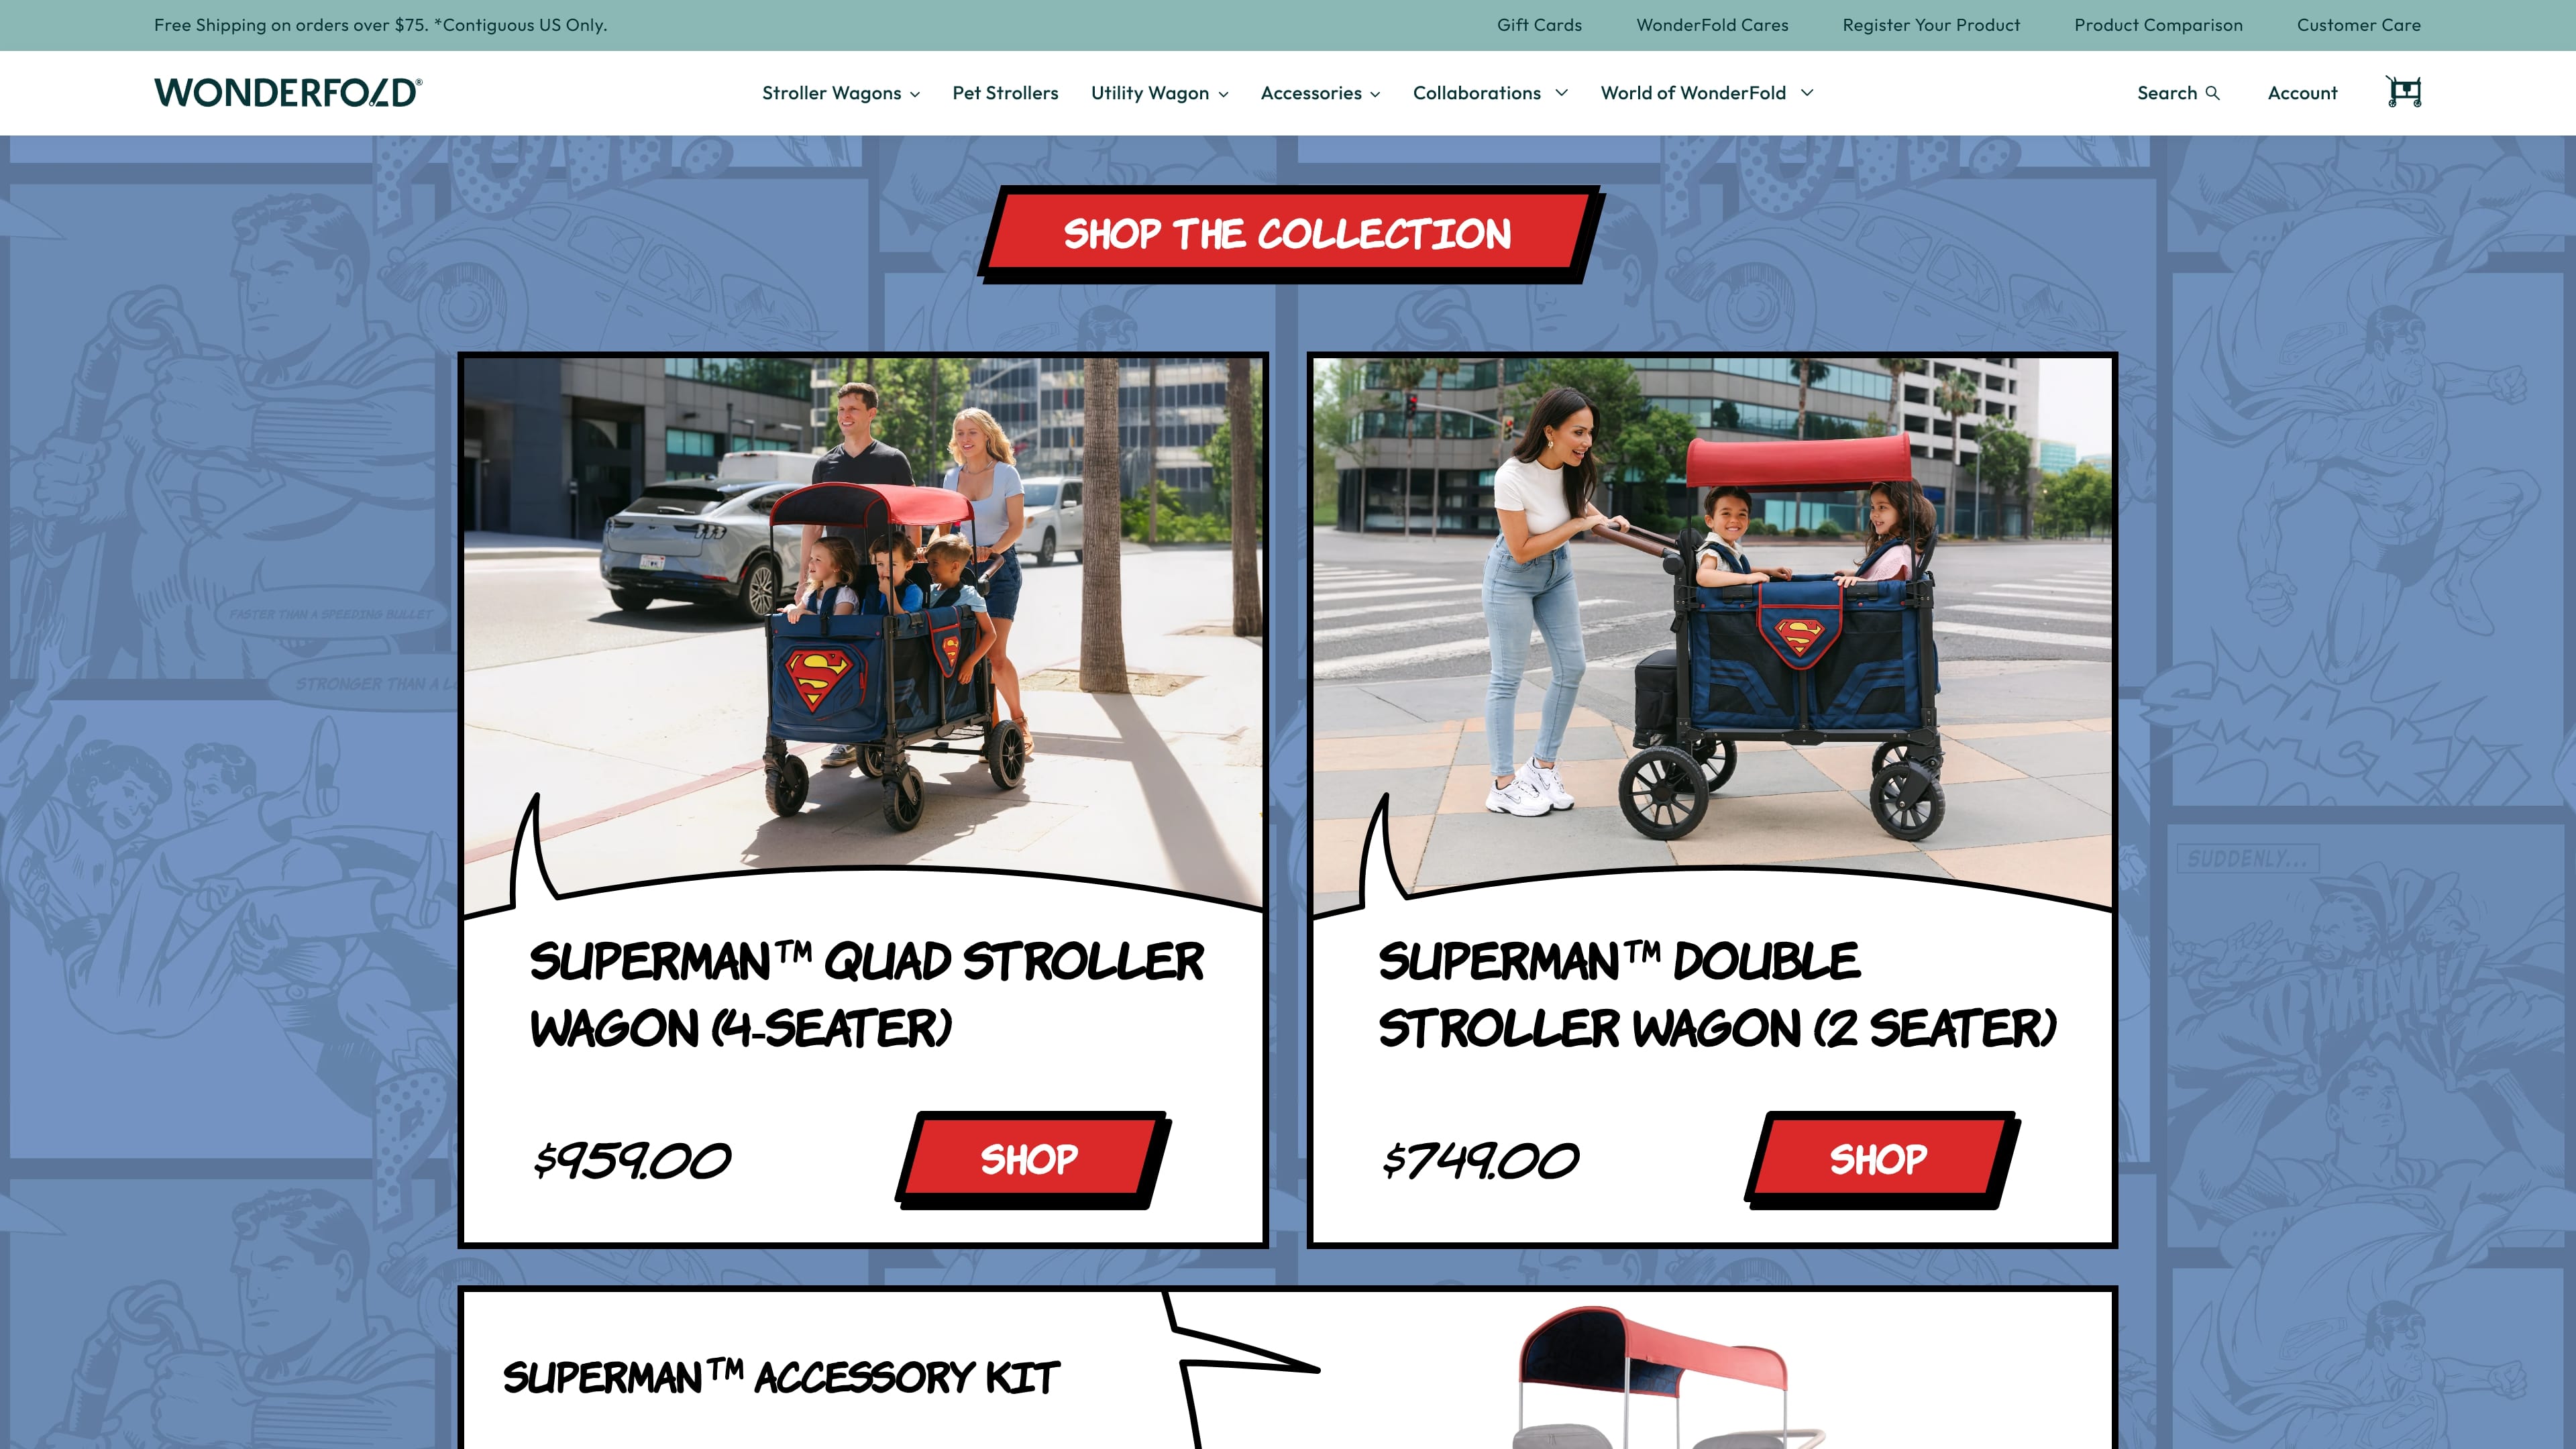 Free Shipping on orders over $75. *Contiguous US Only.
Gift Cards
WonderFold Cares
Register Your Product
Product Comparison
Customer Care
WONDERFOLD®
Stroller Wagons
Pet Strollers
Utility Wagon
Accessories
Collaborations
World of WonderFold
Search
Account
SHOP THE COLLECTION
FASTER THAN A SPEEDING BULLET
STRONGER THAN A LO
SMACK!
SUDDENLY...
WHAM!
SUPERMAN™ QUAD STROLLER
WAGON (4-SEATER)
$959.00
SHOP
SUPERMAN™ DOUBLE
STROLLER WAGON (2 SEATER)
$749.00
SHOP
SUPERMAN™ ACCESSORY KIT